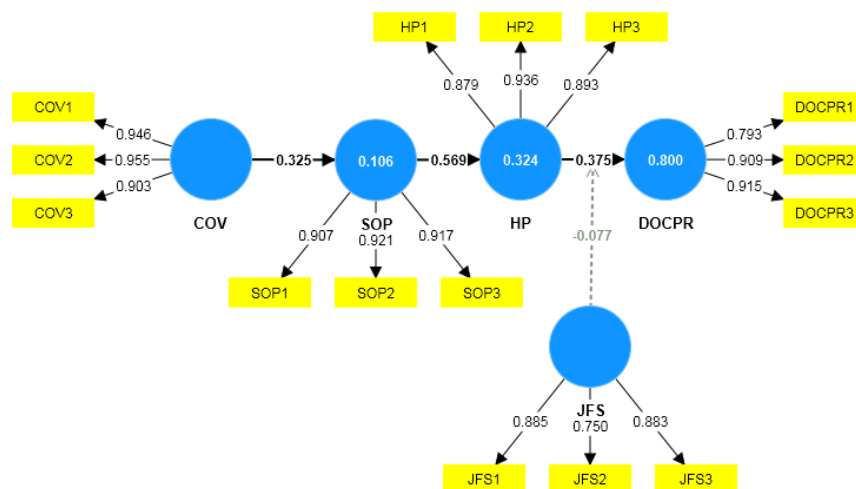 HP1
HP2
HP3
0.879
0.936
0.893
COV1
COV2
COV3
0.946
0.955
0.903
COV
0.325
0.106
SOP
0.569
0.324
HP
0.375
0.800
DOCPR
0.793
0.909
0.915
DOCPR1
DOCPR2
DOCPR3
0.907
0.921
0.917
SOP1
SOP2
SOP3
-0.077
JFS
0.885
0.750
0.883
JFS1
JFS2
JFS3